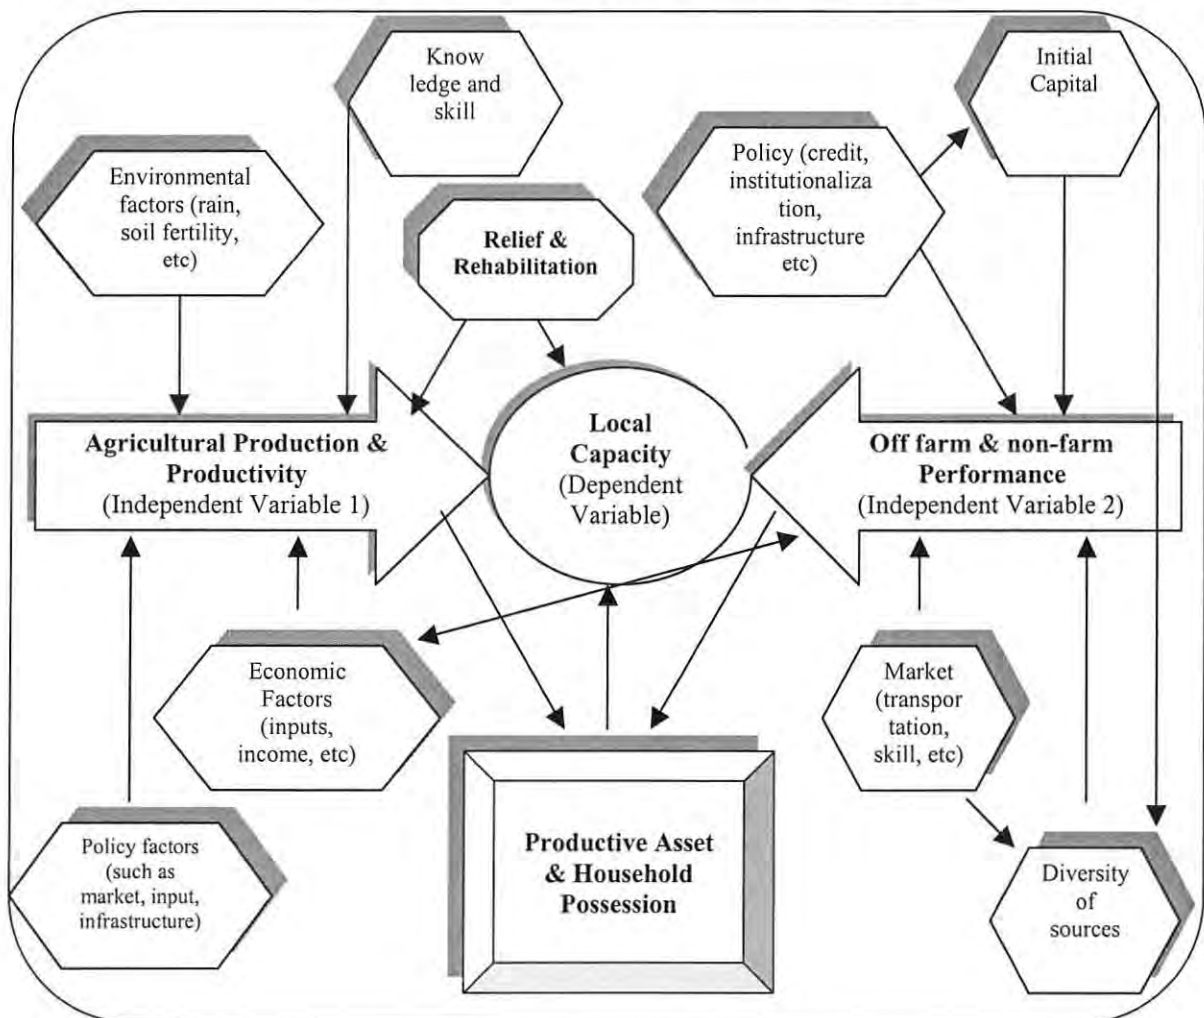 Know
ledge and
skill
Initial
Capital
Policy (credit,
institutionaliza
tion,
infrastructure
etc)
Environmental
factors (rain,
soil fertility,
etc)
Relief &
Rehabilitation
Agricultural Production &
Productivity
(Independent Variable 1)
Local
Capacity
(Dependent
Variable)
Off farm & non-farm
Performance
(Independent Variable 2)
Economic
Factors
(inputs,
income, etc)
Market
(transpor
tation,
skill, etc)
Policy factors
(such as
market, input,
infrastructure)
Productive Asset
& Household
Possession
Diversity
of
sources